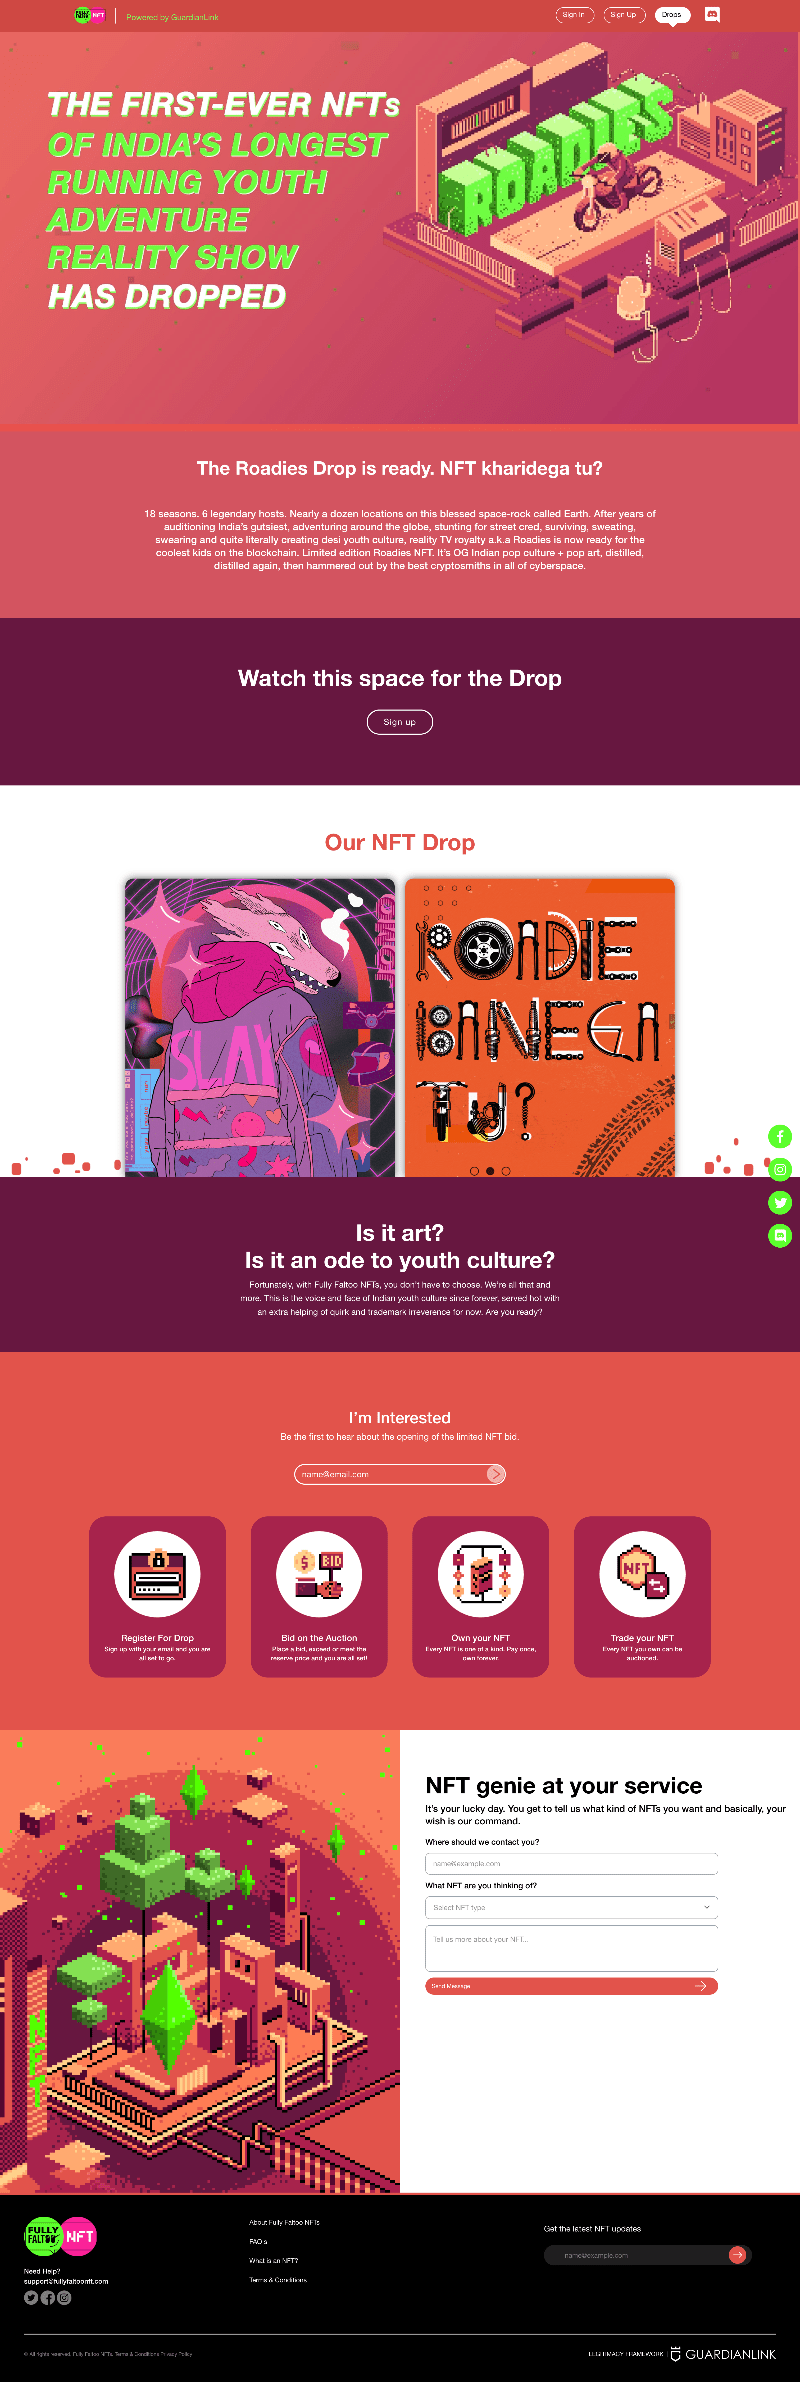 FULLY FALTOO NFT
Powered by GuardianLink
Sign In
Sign Up
Drops
THE FIRST-EVER NFTs
OF INDIA'S LONGEST
RUNNING YOUTH
ADVENTURE
REALITY SHOW
HAS DROPPED
ROADIES
The Roadies Drop is ready. NFT kharidega tu?
18 seasons. 6 legendary hosts. Nearly a dozen locations on this blessed space-rock called Earth. After years of
auditioning India's gutsiest, adventuring around the globe, stunting for street cred, surviving, sweating,
swearing and quite literally creating desi youth culture, reality TV royalty a.k.a Roadies is now ready for the
coolest kids on the blockchain. Limited edition Roadies NFT. It's OG Indian pop culture + pop art, distilled,
distilled again, then hammered out by the best cryptosmiths in all of cyberspace.
Watch this space for the Drop
Sign up
Our NFT Drop
SLAY
ROADIE
BANEGA
TU?
Is it art?
Is it an ode to youth culture?
Fortunately, with Fully Faltoo NFTs, you don't have to choose. We're all that and
more. This is the voice and face of Indian youth culture since forever, served hot with
an extra helping of quirk and trademark irreverence for now. Are you ready?
I'm Interested
Be the first to hear about the opening of the limited NFT bid.
name@email.com
BID
NFT
Register For Drop
Sign up with your email and you are
all set to go.
Bid on the Auction
Place a bid, exceed or meet the
reserve price and you are all set!
Own your NFT
Every NFT is one of a kind. Pay once,
own forever.
Trade your NFT
Every NFT you own can be
auctioned.
NFT genie at your service
It's your lucky day. You get to tell us what kind of NFTs you want and basically, your
wish is our command.
Where should we contact you?
name@example.com
What NFT are you thinking of?
Select NFT type
Tell us more about your NFT...
Send Message
FULLY
FALTOO
NFT
Need Help?
support@fullyfaltoonft.com
About Fully Faltoo NFTs
FAQ's
What is an NFT?
Terms & Conditions
Get the latest NFT updates
name@example.com
© All rights reserved, Fully Faltoo NFTs. Terms & Conditions Privacy Policy
LEGITIMACY FRAMEWORK | GUARDIANLINK